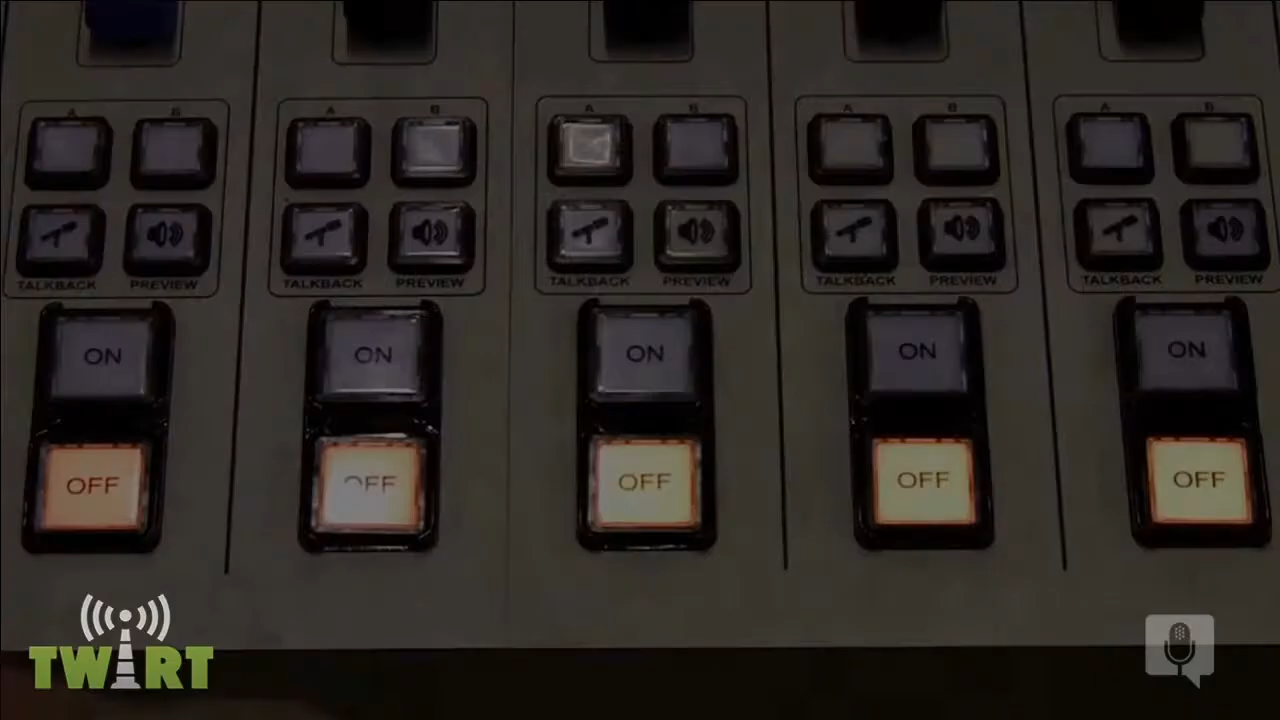 A B A B A B A B A B
TALKBACK PREVIEW TALKBACK PREVIEW TALKBACK PREVIEW TALKBACK PREVIEW TALKBACK PREVIEW
ON ON ON ON ON
OFF OFF OFF OFF OFF
TWiRT